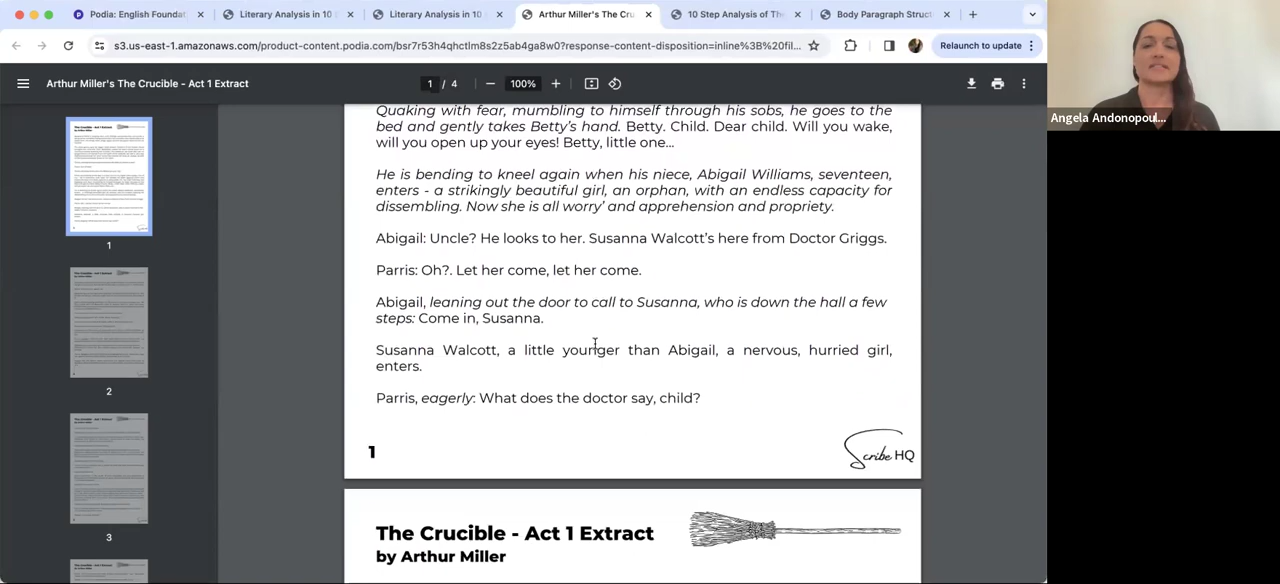 Podia: English Foundat
Literary Analysis in 10
Literary Analysis in 10
Arthur Miller's The Cru
10 Step Analysis of Th
Body Paragraph Struct
s3.us-east-1.amazonaws.com/product-content.podia.com/bsr7r53h4qhctlm8s2z5ab4ga8w0?response-content-disposition=inline%3B%20fil...
Relaunch to update
Arthur Miller's The Crucible - Act 1 Extract
1 / 4
100%
Angela Andonopoul...
Quaking with fear, mumbling to himself through his sobs, he goes to the
bed and gently takes Betty's hand. Betty. Child. Dear child. Will you wake,
will you open up your eyes! Betty, little one...
He is bending to kneel again when his niece, Abigail Williams, seventeen,
enters - a strikingly beautiful girl, an orphan, with an endless capacity for
dissembling. Now she is all worry' and apprehension and propriety.
Abigail: Uncle? He looks to her. Susanna Walcott's here from Doctor Griggs.
Parris: Oh?. Let her come, let her come.
Abigail, leaning out the door to call to Susanna, who is down the hall a few
steps: Come in, Susanna.
Susanna Walcott, a little younger than Abigail, a nervous, hurried girl,
enters.
Parris, eagerly: What does the doctor say, child?
1
Scribe HQ
The Crucible - Act 1 Extract
by Arthur Miller
1
2
3